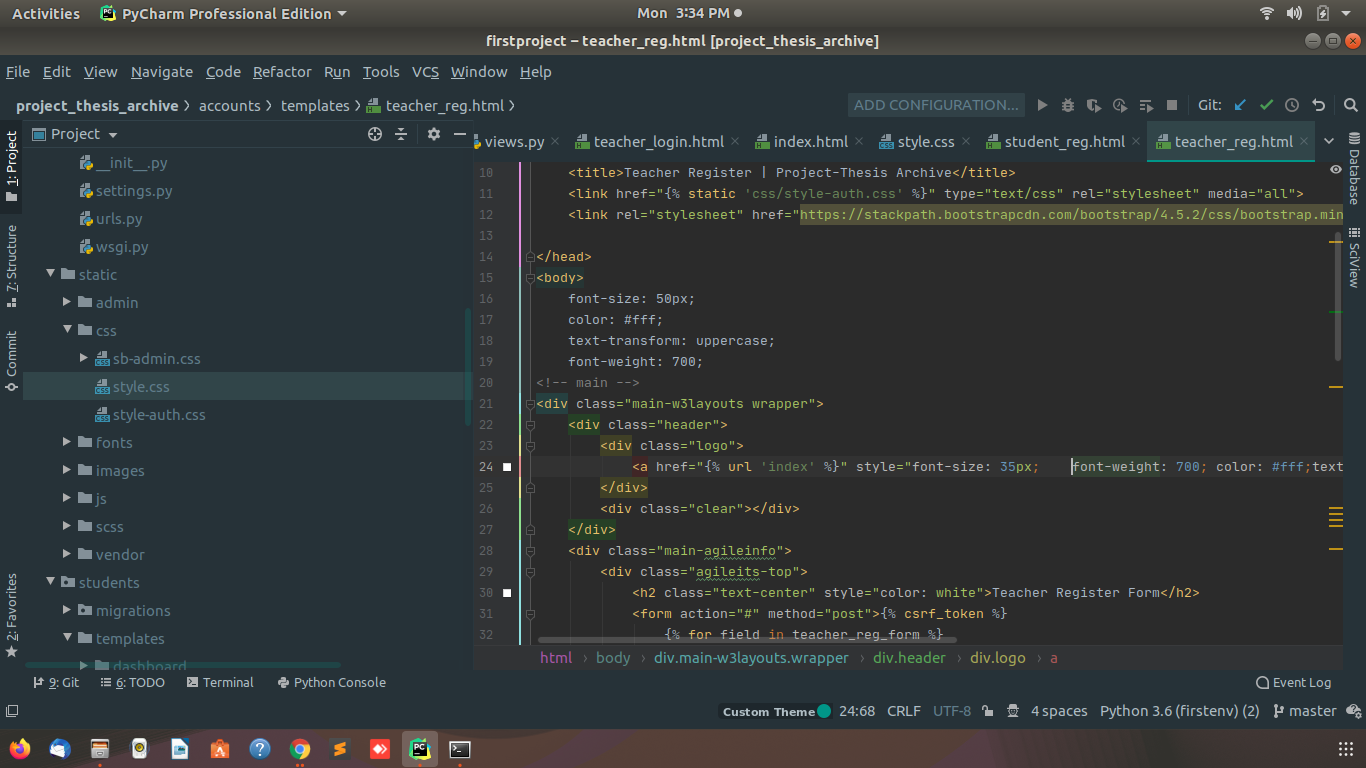 Activities PyCharm Professional Edition Mon 3:34 PM
firstproject – teacher_reg.html [project_thesis_archive]
File Edit View Navigate Code Refactor Run Tools VCS Window Help
project_thesis_archive accounts templates teacher_reg.html ADD CONFIGURATION... Git:
Project views.py teacher_login.html index.html style.css student_reg.html teacher_reg.html
1: Project
7: Structure
Commit
2: Favorites
__init__.py
settings.py
urls.py
wsgi.py
static
admin
css
sb-admin.css
style.css
style-auth.css
fonts
images
js
scss
vendor
students
migrations
templates
dashboard
10 <title>Teacher Register | Project-Thesis Archive</title>
11 <link href="{% static 'css/style-auth.css' %}" type="text/css" rel="stylesheet" media="all">
12 <link rel="stylesheet" href="https://stackpath.bootstrapcdn.com/bootstrap/4.5.2/css/bootstrap.min
13
14 </head>
15 <body>
16 font-size: 50px;
17 color: #fff;
18 text-transform: uppercase;
19 font-weight: 700;
20 <!-- main -->
21 <div class="main-w3layouts wrapper">
22 <div class="header">
23 <div class="logo">
24 <a href="{% url 'index' %}" style="font-size: 35px; font-weight: 700; color: #fff;text
25 </div>
26 <div class="clear"></div>
27 </div>
28 <div class="main-agileinfo">
29 <div class="agileits-top">
30 <h2 class="text-center" style="color: white">Teacher Register Form</h2>
31 <form action="#" method="post">{% csrf_token %}
32 {% for field in teacher_reg_form %}
Database
SciView
html body div.main-w3layouts.wrapper div.header div.logo a
9: Git 6: TODO Terminal Python Console Event Log
Custom Theme 24:68 CRLF UTF-8 4 spaces Python 3.6 (firstenv) (2) master